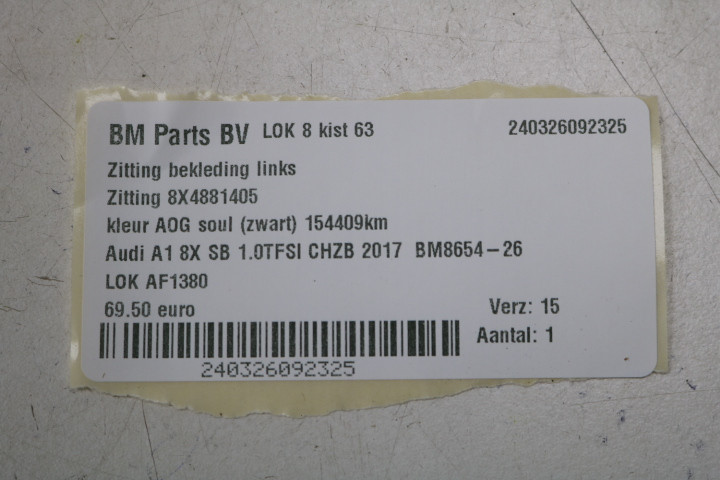 BM Parts BV LOK 8 kist 63 240326092325
Zitting bekleding links
Zitting 8X4881405
kleur AOG soul (zwart) 154409km
Audi A1 8X SB 1.0TFSI CHZB 2017 BM8654-26
LOK AF1380
69.50 euro Verz: 15
Aantal: 1
240326092325